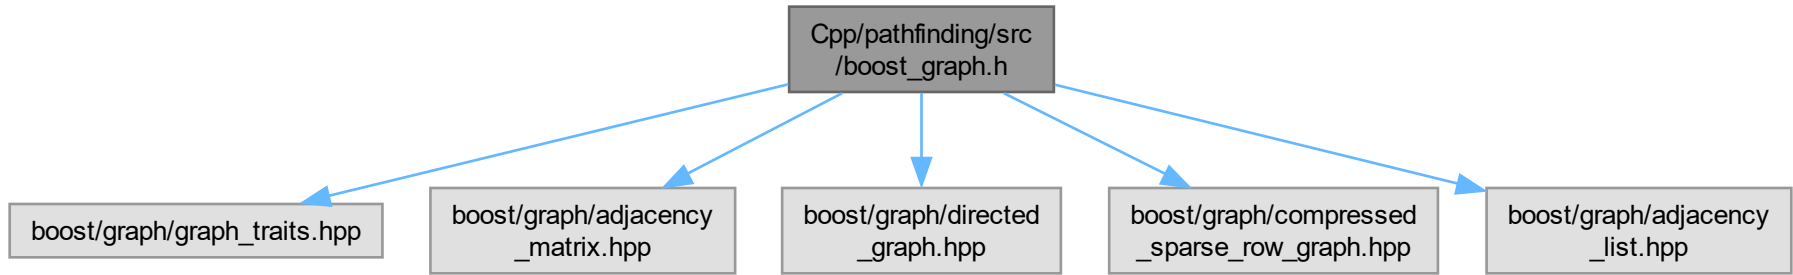 Cpp/pathfinding/src
/boost_graph.h
boost/graph/graph_traits.hpp
boost/graph/adjacency
_matrix.hpp
boost/graph/directed
_graph.hpp
boost/graph/compressed
_sparse_row_graph.hpp
boost/graph/adjacency
_list.hpp